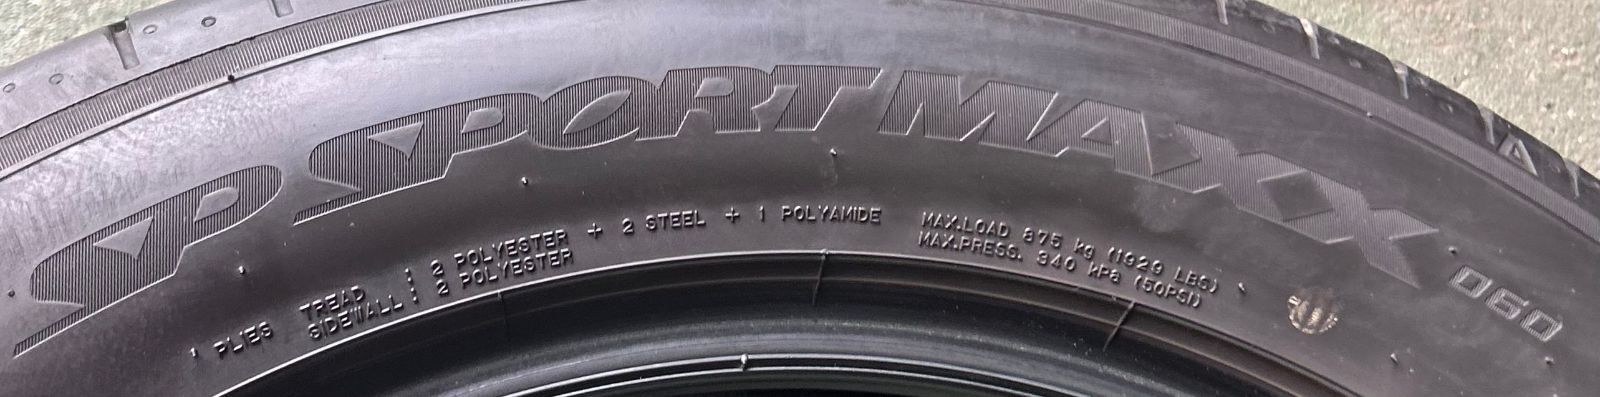 SP SPORT MAXX 060
PLIES
TREAD : 2 POLYESTER + 2 STEEL + 1 POLYAMIDE
SIDEWALL : 2 POLYESTER
MAX.LOAD 875 kg (1929 LBS)
MAX.PRESS. 340 kPa (50PSI)